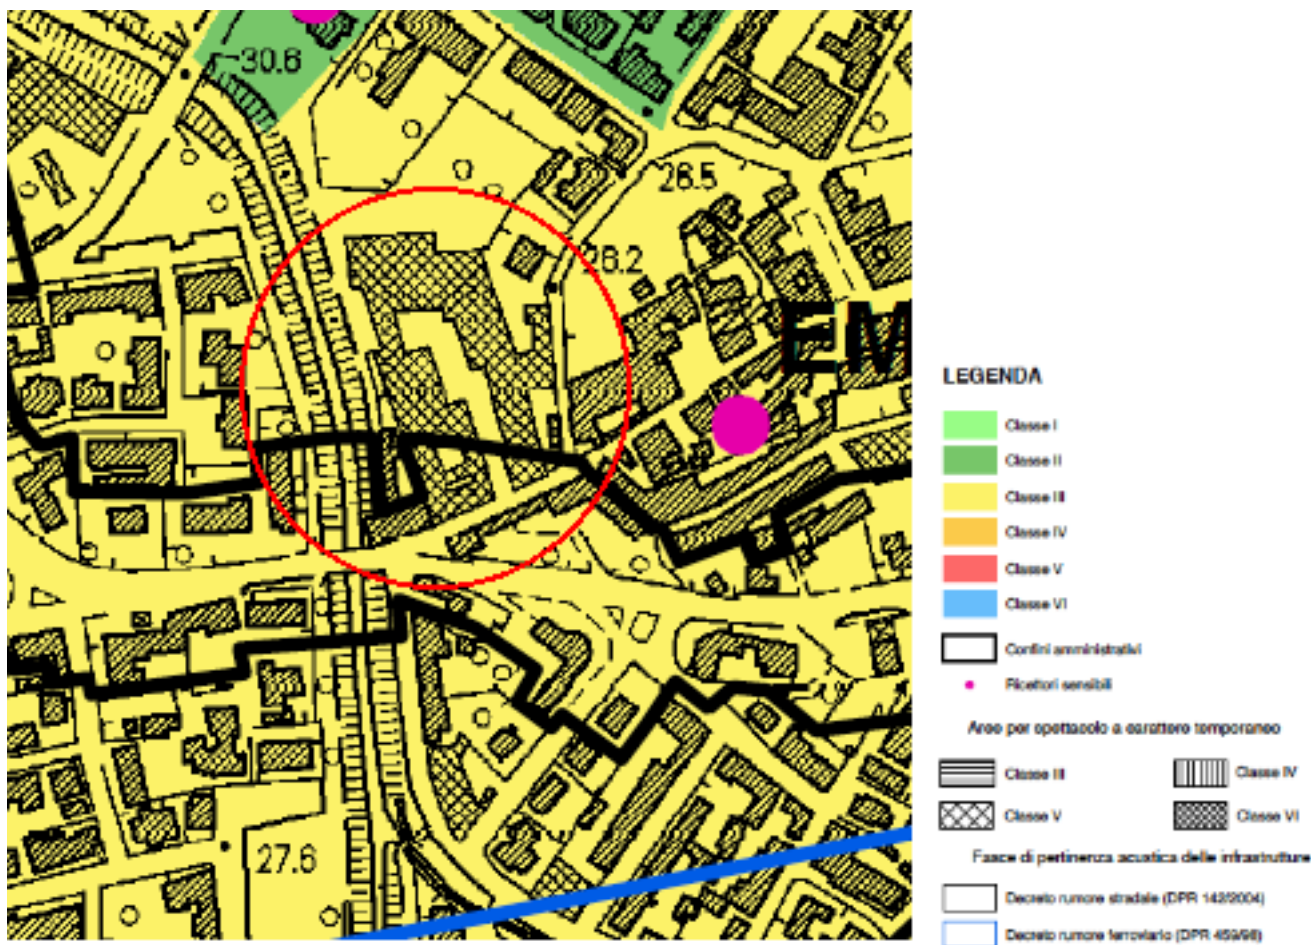 30.6
26.5
26.2
EM
27.6
LEGENDA
Classe I
Classe II
Classe III
Classe IV
Classe V
Classe VI
Confini amministrativi
Ricettori sensibili
Aree per spettacolo a carattere temporaneo
Classe III
Classe IV
Classe V
Classe VI
Fasce di pertinenza acustica delle infrastrutture
Decreto rumore stradale (DPR 142/2004)
Decreto rumore ferroviario (DPR 459/98)